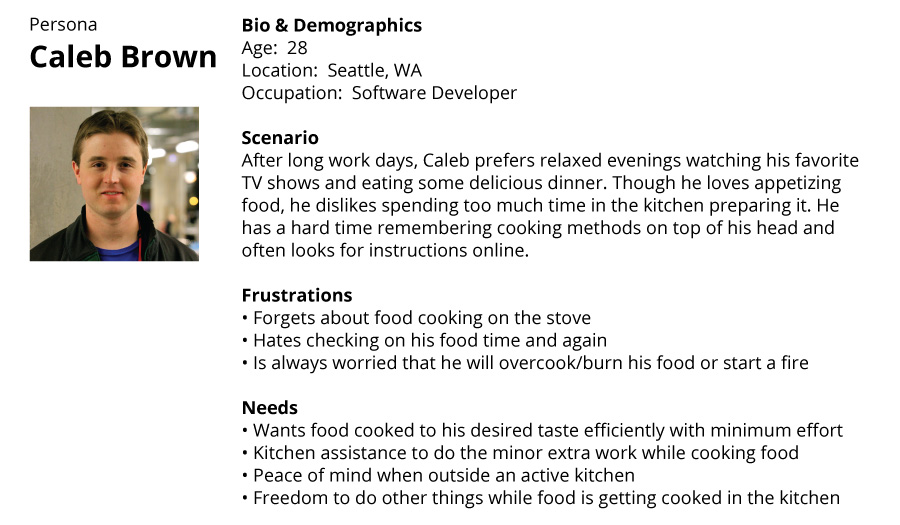 Persona
Caleb Brown
Bio & Demographics
Age: 28
Location: Seattle, WA
Occupation: Software Developer
Scenario
After long work days, Caleb prefers relaxed evenings watching his favorite
TV shows and eating some delicious dinner. Though he loves appetizing
food, he dislikes spending too much time in the kitchen preparing it. He
has a hard time remembering cooking methods on top of his head and
often looks for instructions online.
Frustrations
• Forgets about food cooking on the stove
• Hates checking on his food time and again
• Is always worried that he will overcook/burn his food or start a fire
Needs
• Wants food cooked to his desired taste efficiently with minimum effort
• Kitchen assistance to do the minor extra work while cooking food
• Peace of mind when outside an active kitchen
• Freedom to do other things while food is getting cooked in the kitchen